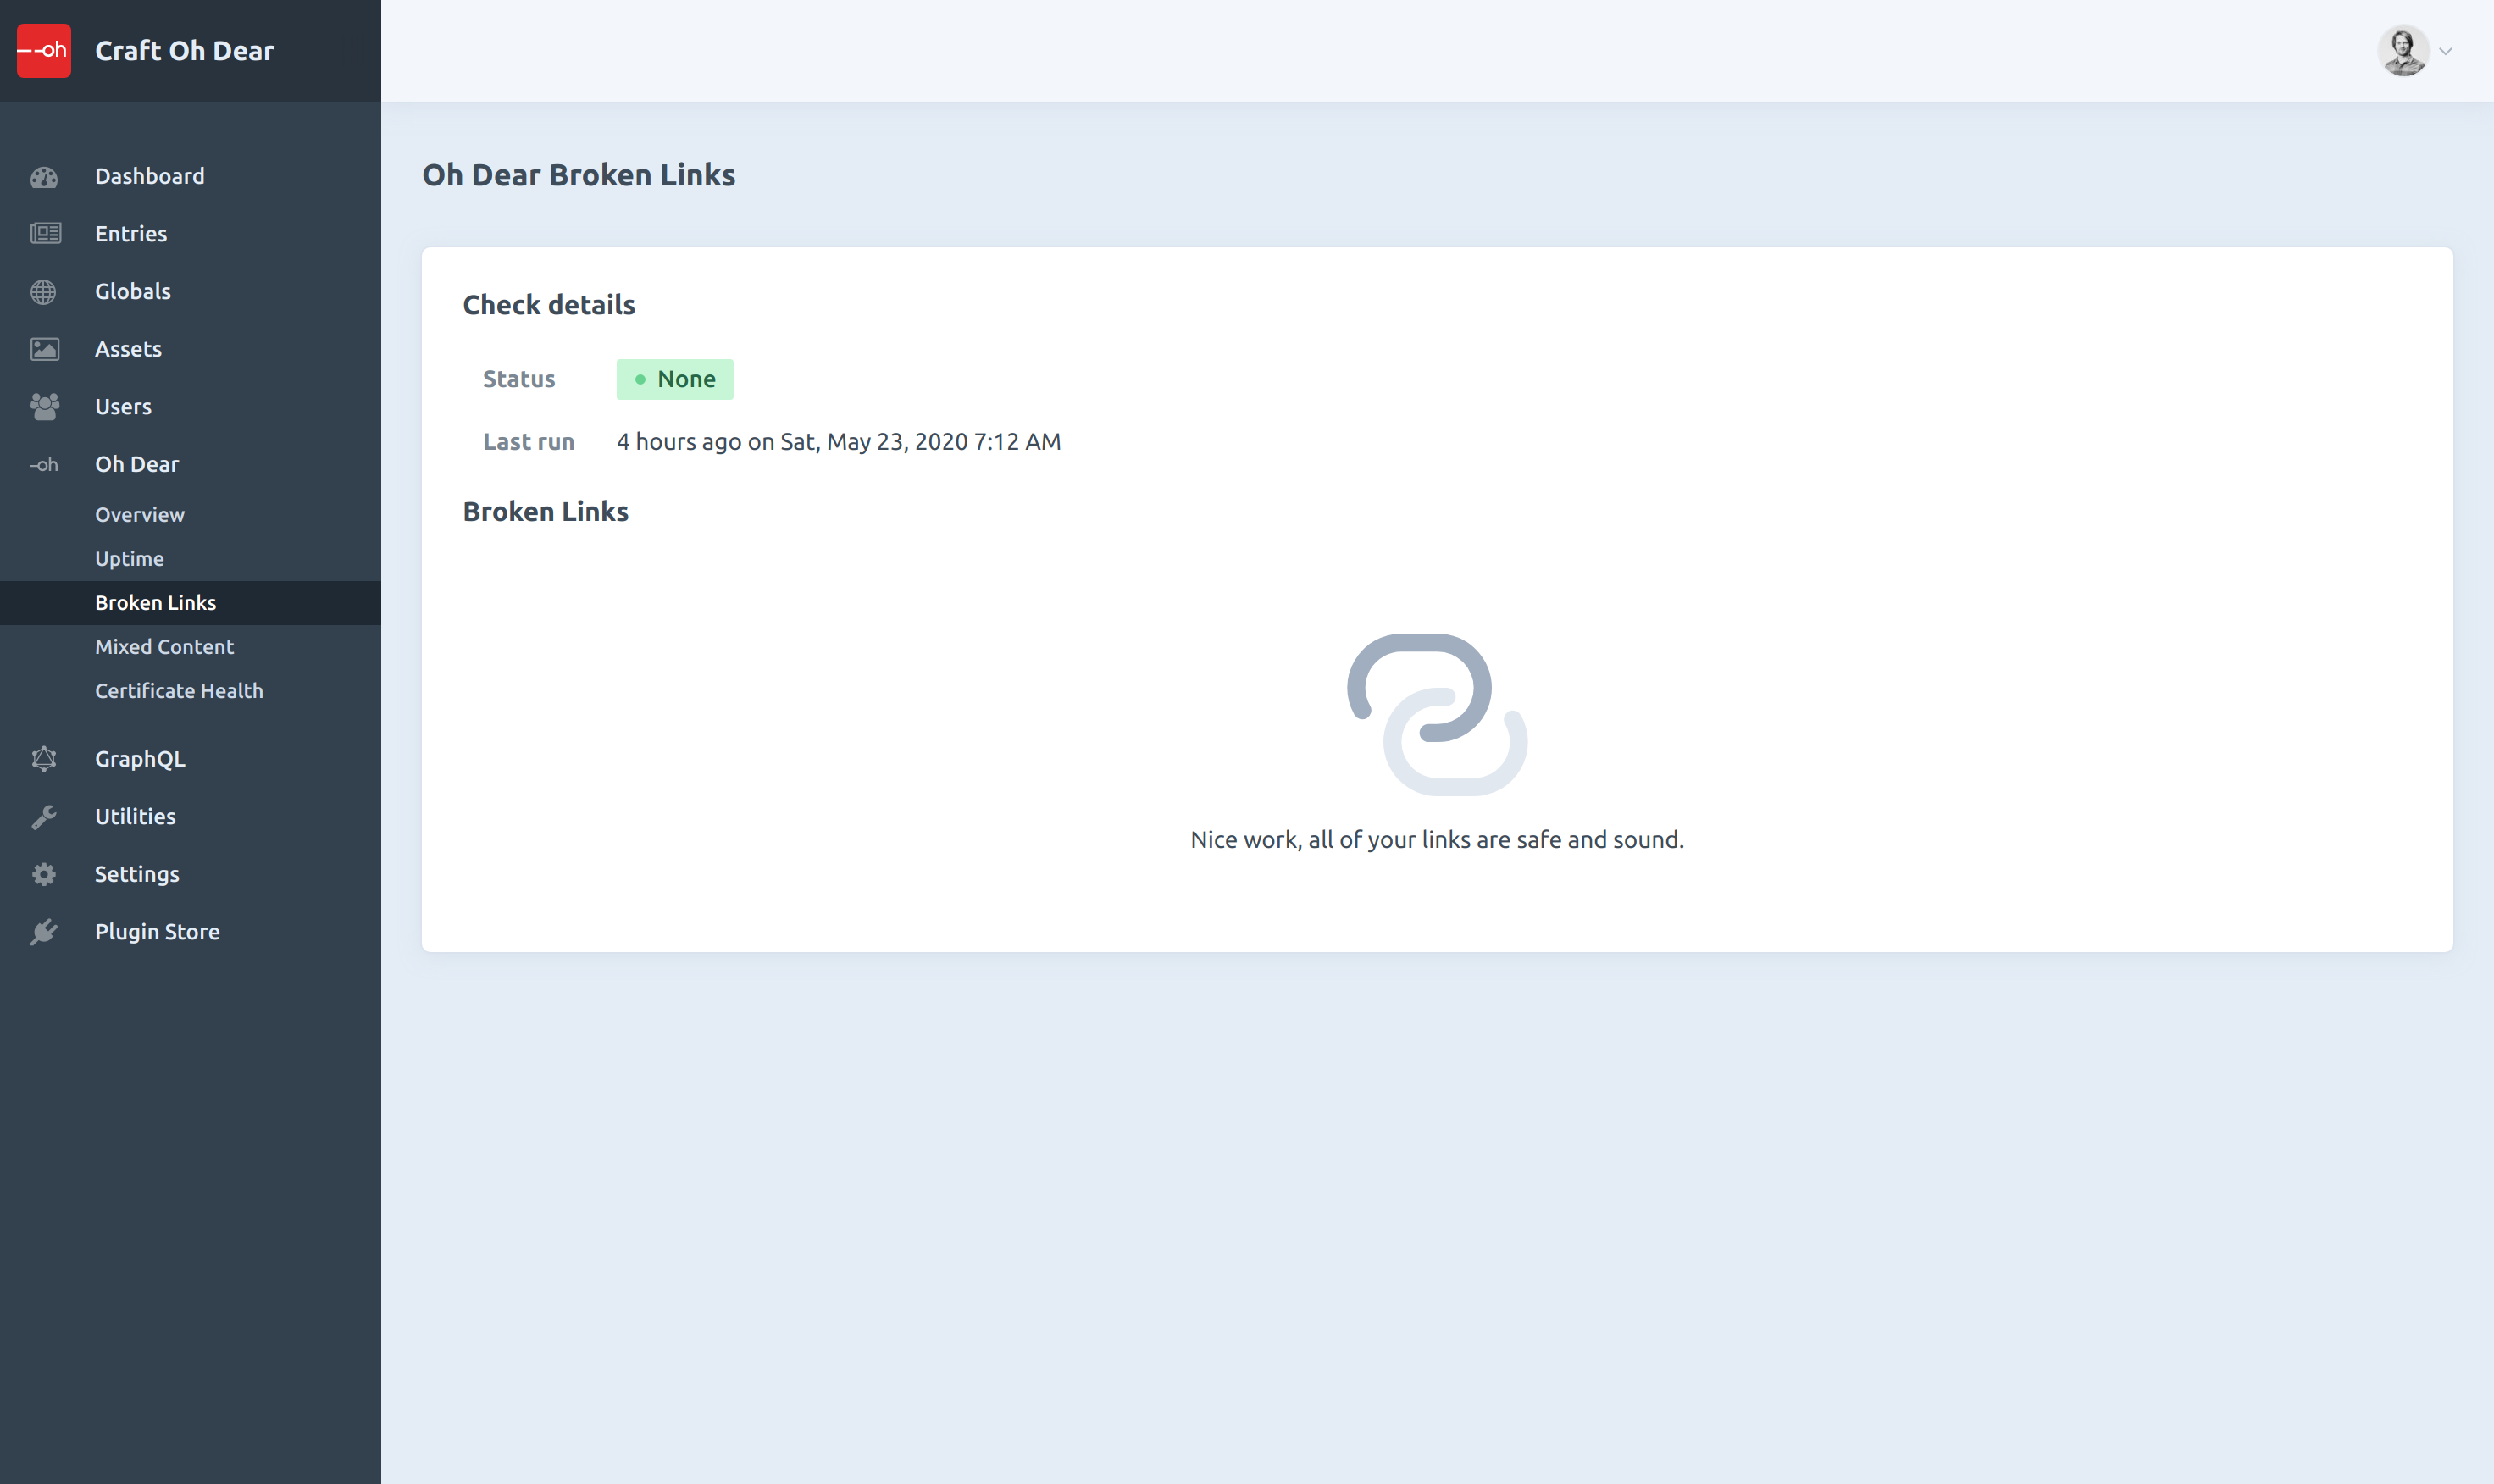 -oh
Craft Oh Dear
Dashboard
Entries
Globals
Assets
Users
-oh
Oh Dear
Overview
Uptime
Broken Links
Mixed Content
Certificate Health
GraphQL
Utilities
Settings
Plugin Store
Oh Dear Broken Links
Check details
Status
None
Last run
4 hours ago on Sat, May 23, 2020 7:12 AM
Broken Links
Nice work, all of your links are safe and sound.